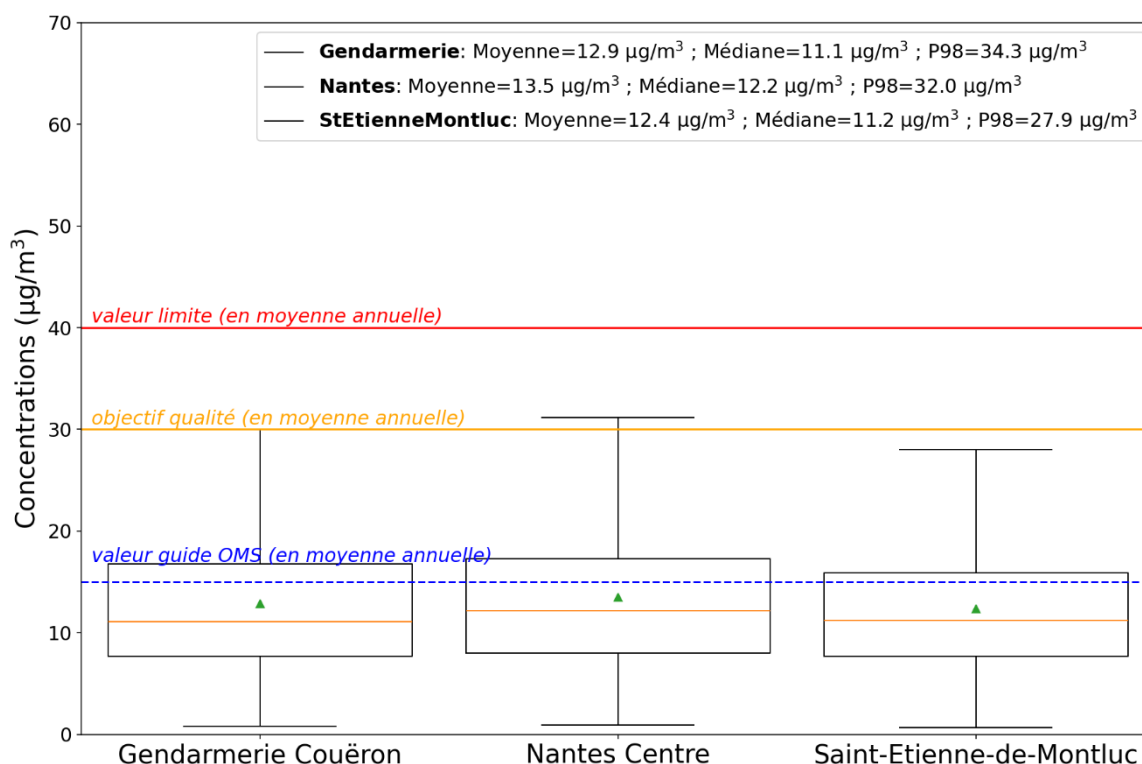 70
60
50
40
30
20
10
0
Concentrations (µg/m³)
Gendarmerie: Moyenne=12.9 µg/m³ ; Médiane=11.1 µg/m³ ; P98=34.3 µg/m³
Nantes: Moyenne=13.5 µg/m³ ; Médiane=12.2 µg/m³ ; P98=32.0 µg/m³
StEtienneMontluc: Moyenne=12.4 µg/m³ ; Médiane=11.2 µg/m³ ; P98=27.9 µg/m³
valeur limite (en moyenne annuelle)
objectif qualité (en moyenne annuelle)
valeur guide OMS (en moyenne annuelle)
Gendarmerie Couëron
Nantes Centre
Saint-Etienne-de-Montluc